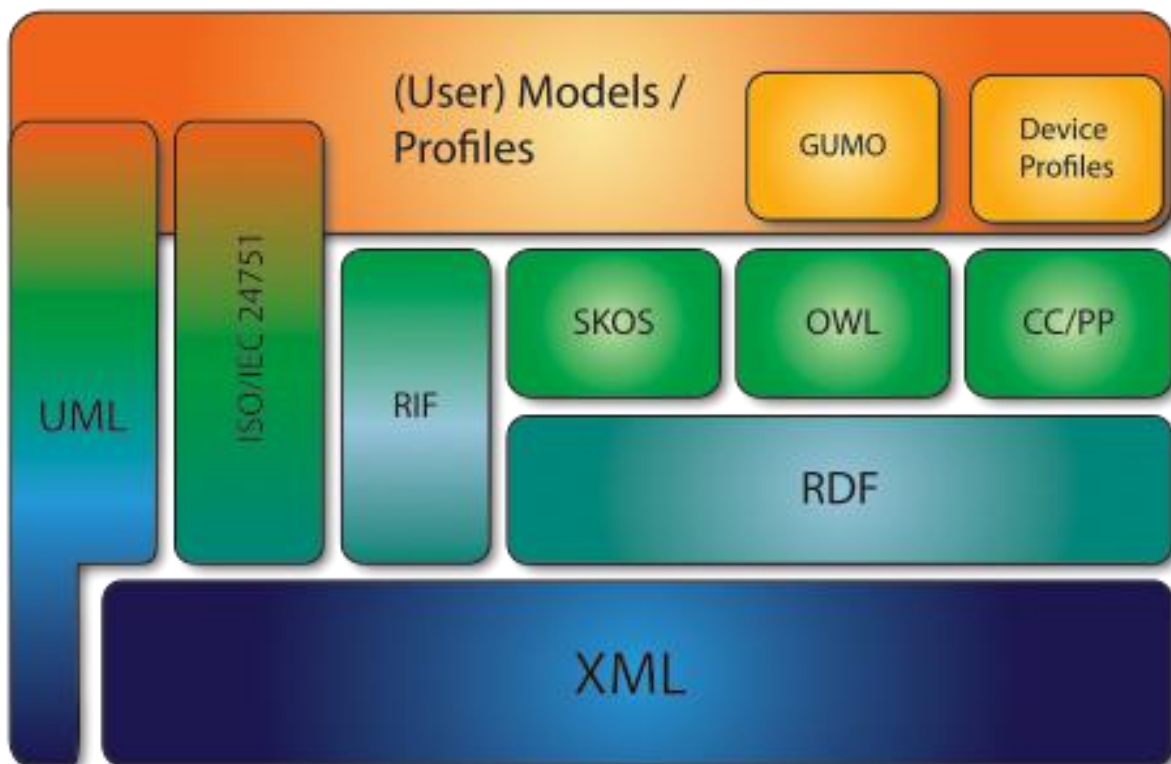 (User) Models /
Profiles
GUMO
Device
Profiles
UML
ISO/IEC 24751
RIF
SKOS
OWL
CC/PP
RDF
XML